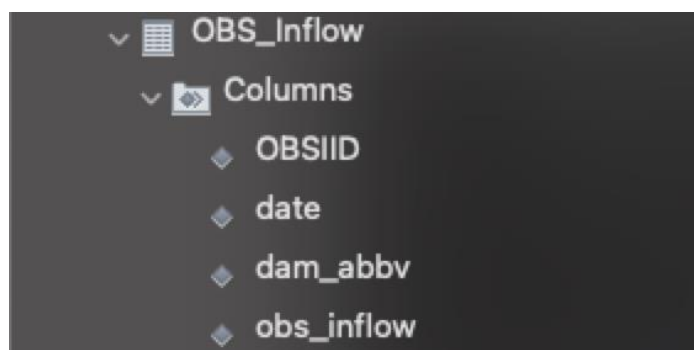 OBS_Inflow
Columns
OBSIID
date
dam_abbv
obs_inflow